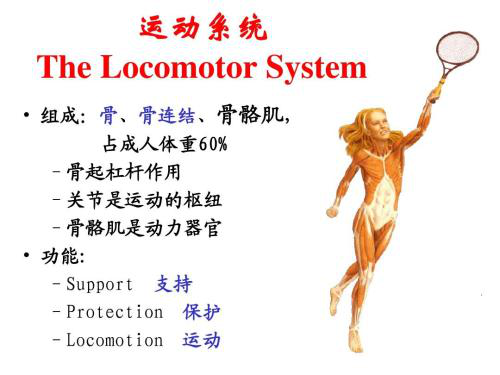 运动系统
The Locomotor System
• 组成：骨、骨连结、骨骼肌，
占成人体重60%
–骨起杠杆作用
–关节是运动的枢纽
–骨骼肌是动力器官
• 功能：
–Support 支持
–Protection 保护
–Locomotion 运动